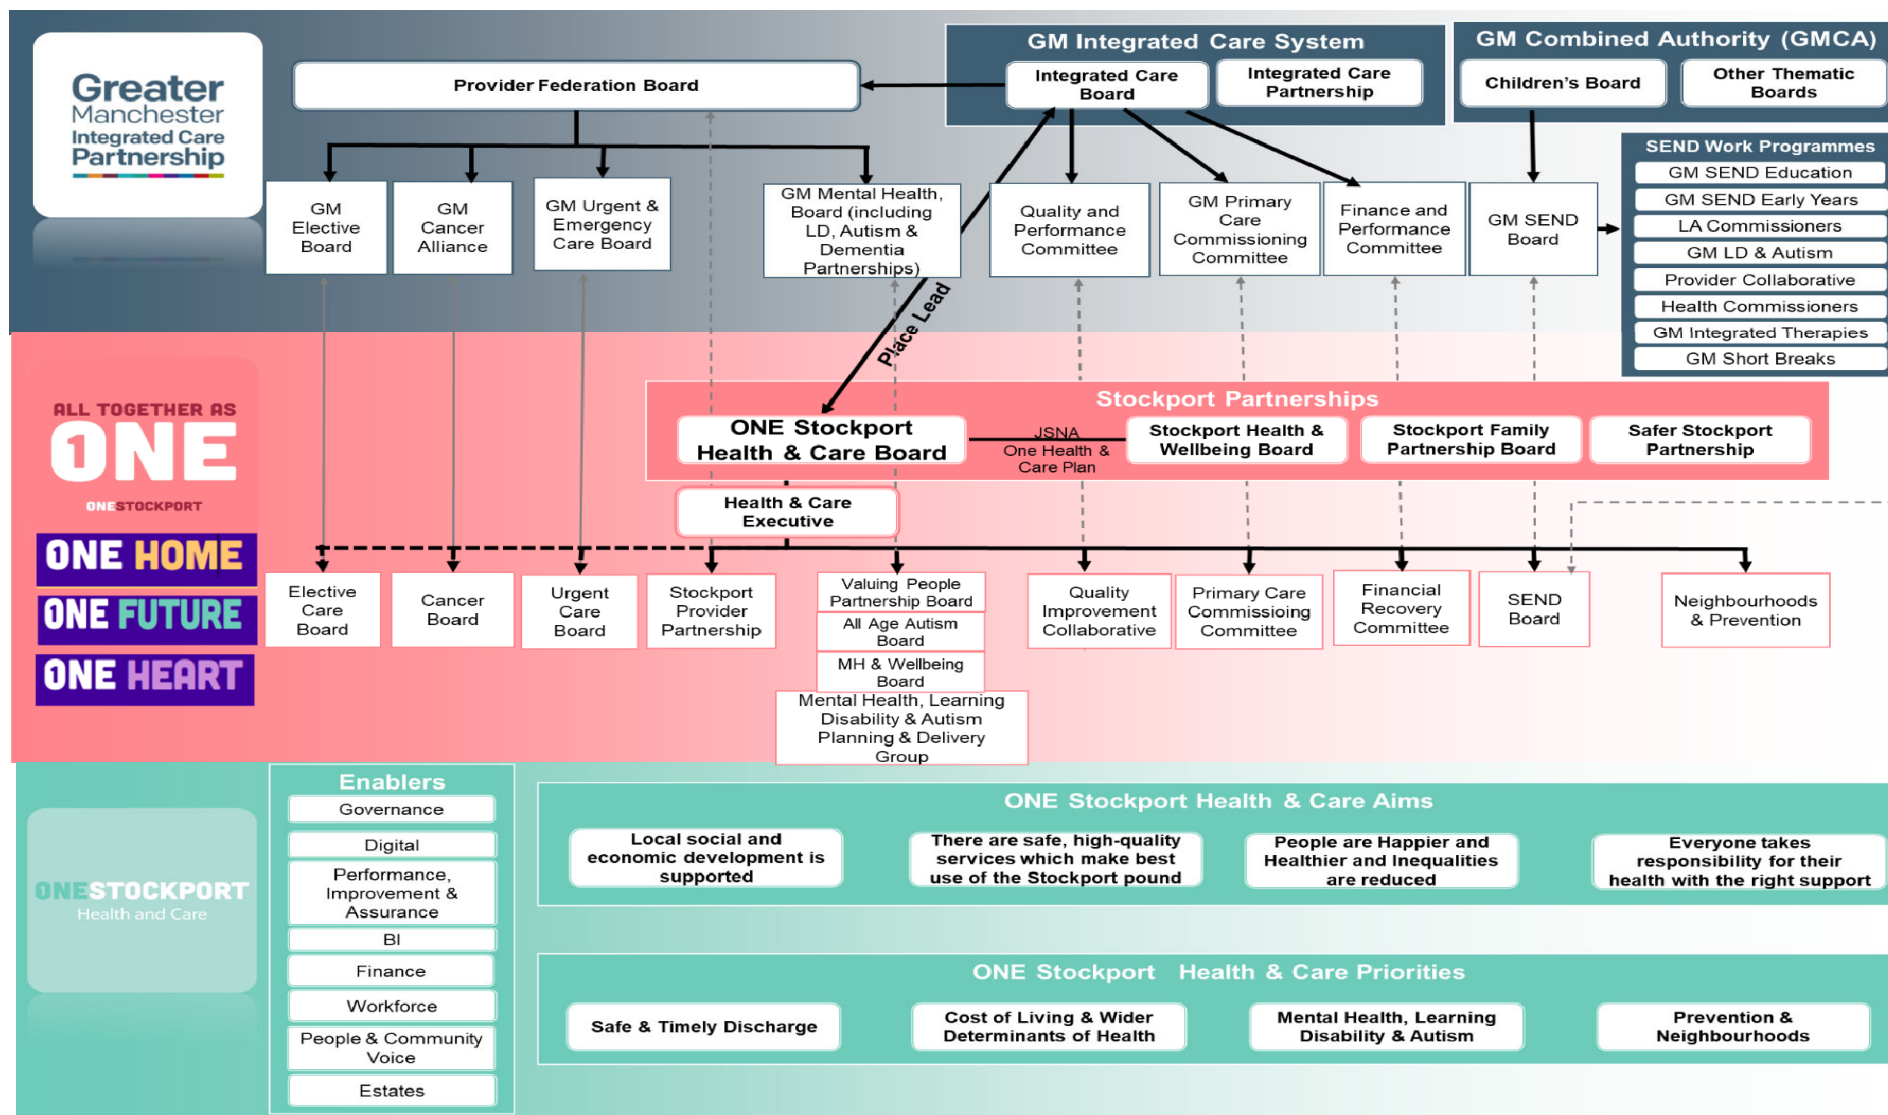 Greater
Manchester
Integrated Care
Partnership
Provider Federation Board
GM Integrated Care System
Integrated Care
Board
Integrated Care
Partnership
GM Combined Authority (GMCA)
Children's Board
Other Thematic
Boards
SEND Work Programmes
GM SEND Education
GM SEND Early Years
LA Commissioners
GM LD & Autism
Provider Collaborative
Health Commissioners
GM Integrated Therapies
GM Short Breaks
GM
Elective
Board
GM
Cancer
Alliance
GM Urgent &
Emergency
Care Board
GM Mental Health,
Board (including
LD, Autism &
Dementia
Partnerships)
Quality and
Performance
Committee
GM Primary
Care
Commissioning
Committee
Finance and
Performance
Committee
GM SEND
Board
Place Lead
ALL TOGETHER AS
ONE
ONESTOCKPORT
ONE HOME
ONE FUTURE
ONE HEART
Stockport Partnerships
ONE Stockport
Health & Care Board
JSNA
One Health &
Care Plan
Stockport Health &
Wellbeing Board
Stockport Family
Partnership Board
Safer Stockport
Partnership
Health & Care
Executive
Elective
Care
Board
Cancer
Board
Urgent
Care
Board
Stockport
Provider
Partnership
Valuing People
Partnership Board
All Age Autism
Board
MH & Wellbeing
Board
Mental Health, Learning
Disability & Autism
Planning & Delivery
Group
Quality
Improvement
Collaborative
Primary Care
Commissioing
Committee
Financial
Recovery
Committee
SEND
Board
Neighbourhoods
& Prevention
ONESTOCKPORT
Health and Care
Enablers
Governance
Digital
Performance,
Improvement &
Assurance
BI
Finance
Workforce
People & Community
Voice
Estates
ONE Stockport Health & Care Aims
Local social and
economic development is
supported
There are safe, high-quality
services which make best
use of the Stockport pound
People are Happier and
Healthier and Inequalities
are reduced
Everyone takes
responsibility for their
health with the right support
ONE Stockport Health & Care Priorities
Safe & Timely Discharge
Cost of Living & Wider
Determinants of Health
Mental Health, Learning
Disability & Autism
Prevention &
Neighbourhoods